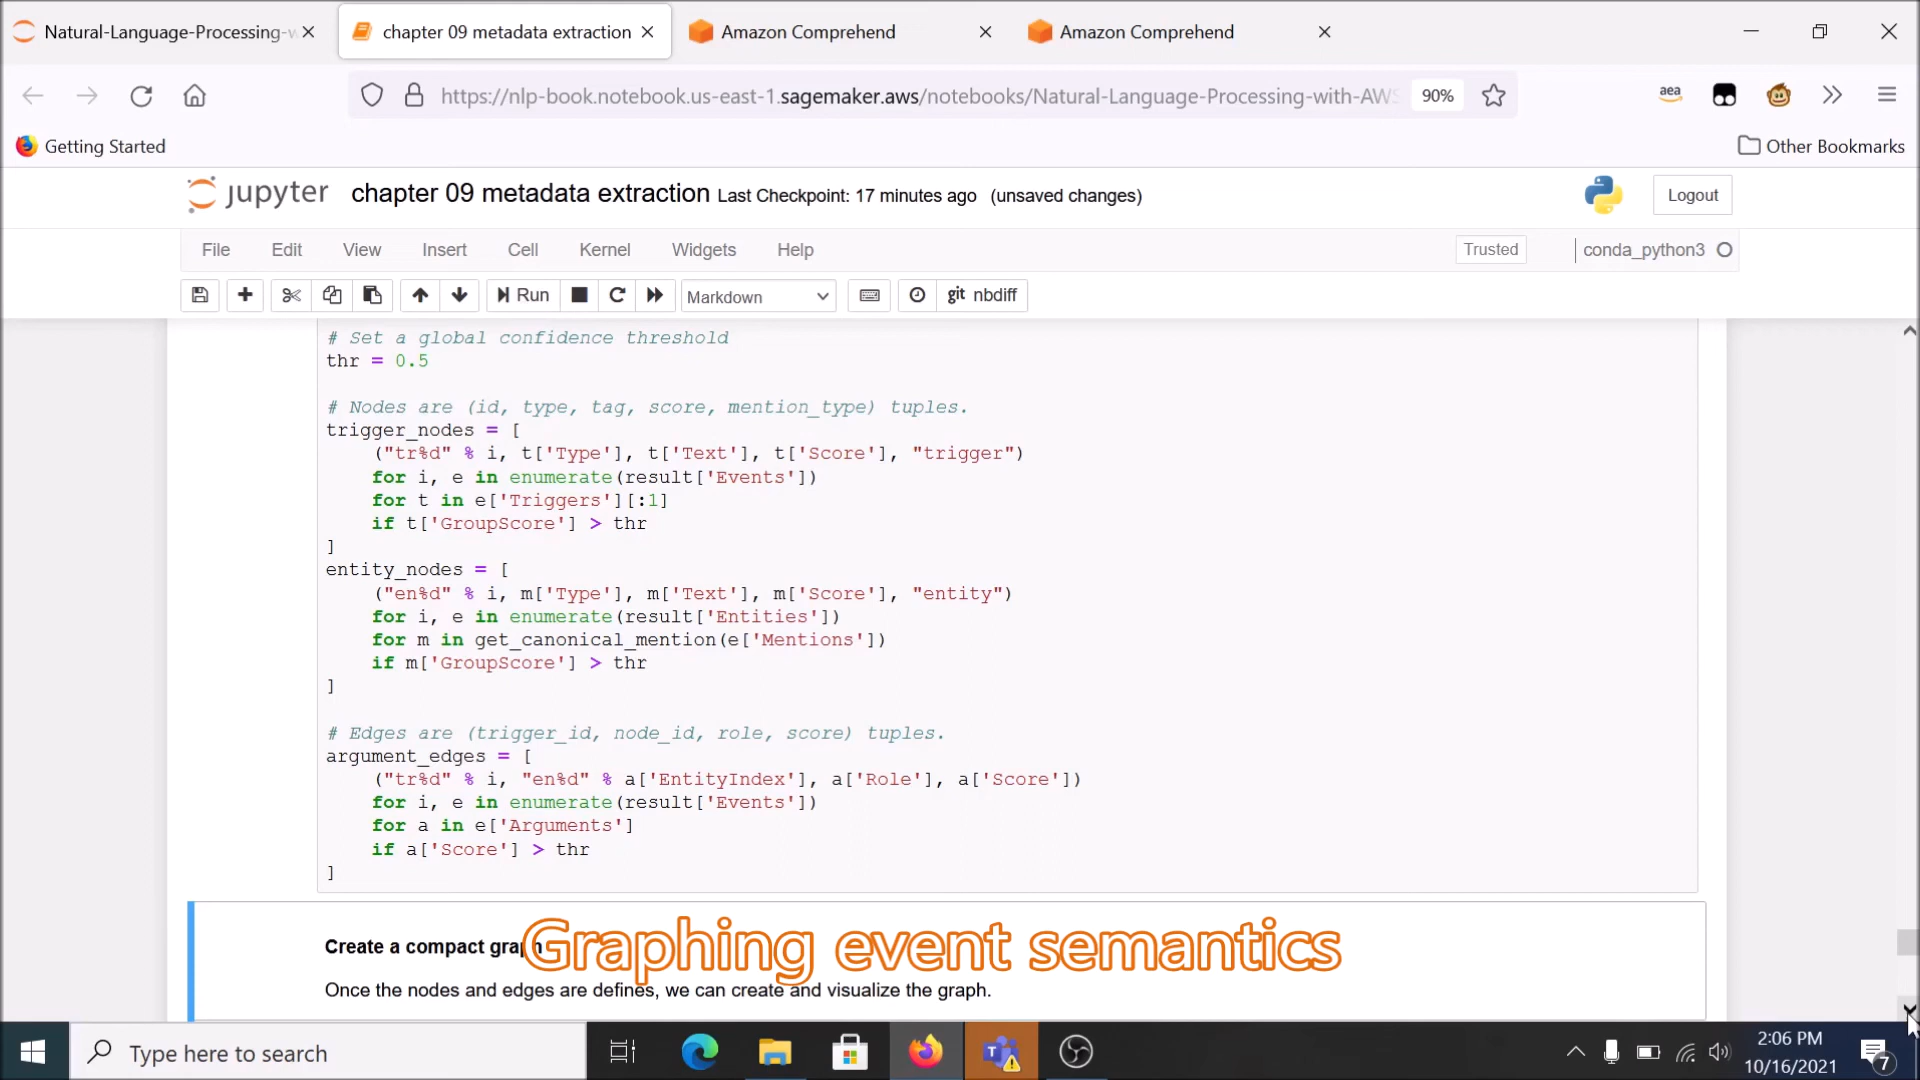 Natural-Language-Processing-w
chapter 09 metadata extraction
Amazon Comprehend
Amazon Comprehend
https://nlp-book.notebook.us-east-1.sagemaker.aws/notebooks/Natural-Language-Processing-with-AWS
90%
aea
Getting Started
Other Bookmarks
jupyter
chapter 09 metadata extraction Last Checkpoint: 17 minutes ago (unsaved changes)
Logout
File Edit View Insert Cell Kernel Widgets Help
Trusted
conda_python3
Run
Markdown
git nbdiff
# Set a global confidence threshold
thr = 0.5
# Nodes are (id, type, tag, score, mention_type) tuples.
trigger_nodes = [
("tr%d" % i, t['Type'], t['Text'], t['Score'], "trigger")
for i, e in enumerate(result['Events'])
for t in e['Triggers'][:1]
if t['GroupScore'] > thr
]
entity_nodes = [
("en%d" % i, m['Type'], m['Text'], m['Score'], "entity")
for i, e in enumerate(result['Entities'])
for m in get_canonical_mention(e['Mentions'])
if m['GroupScore'] > thr
]
# Edges are (trigger_id, node_id, role, score) tuples.
argument_edges = [
("tr%d" % i, "en%d" % a['EntityIndex'], a['Role'], a['Score'])
for i, e in enumerate(result['Events'])
for a in e['Arguments']
if a['Score'] > thr
]
Create a compact graph
Graphing event semantics
Once the nodes and edges are defines, we can create and visualize the graph.
Type here to search
2:06 PM
10/16/2021
7